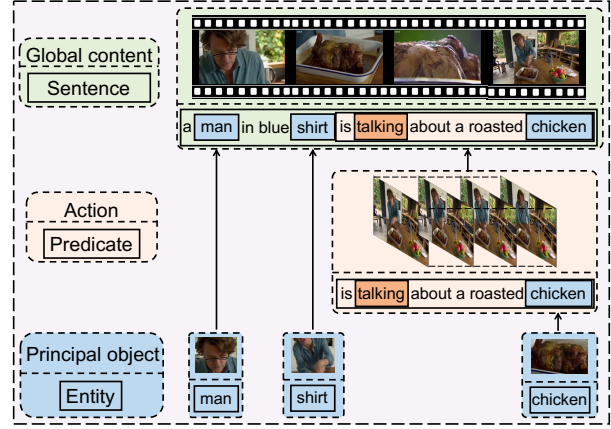 Global content
Sentence
a man in blue shirt is talking about a roasted chicken
Action
Predicate
is talking about a roasted chicken
Principal object
Entity
man
shirt
chicken